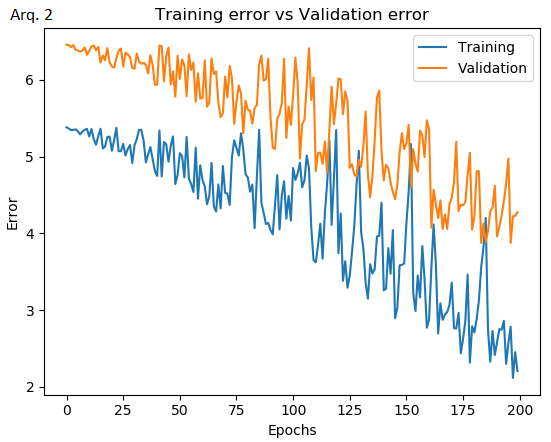 Arq. 2
Training error vs Validation error
Training
Validation
Error
6
5
4
3
2
0 25 50 75 100 125 150 175 200
Epochs